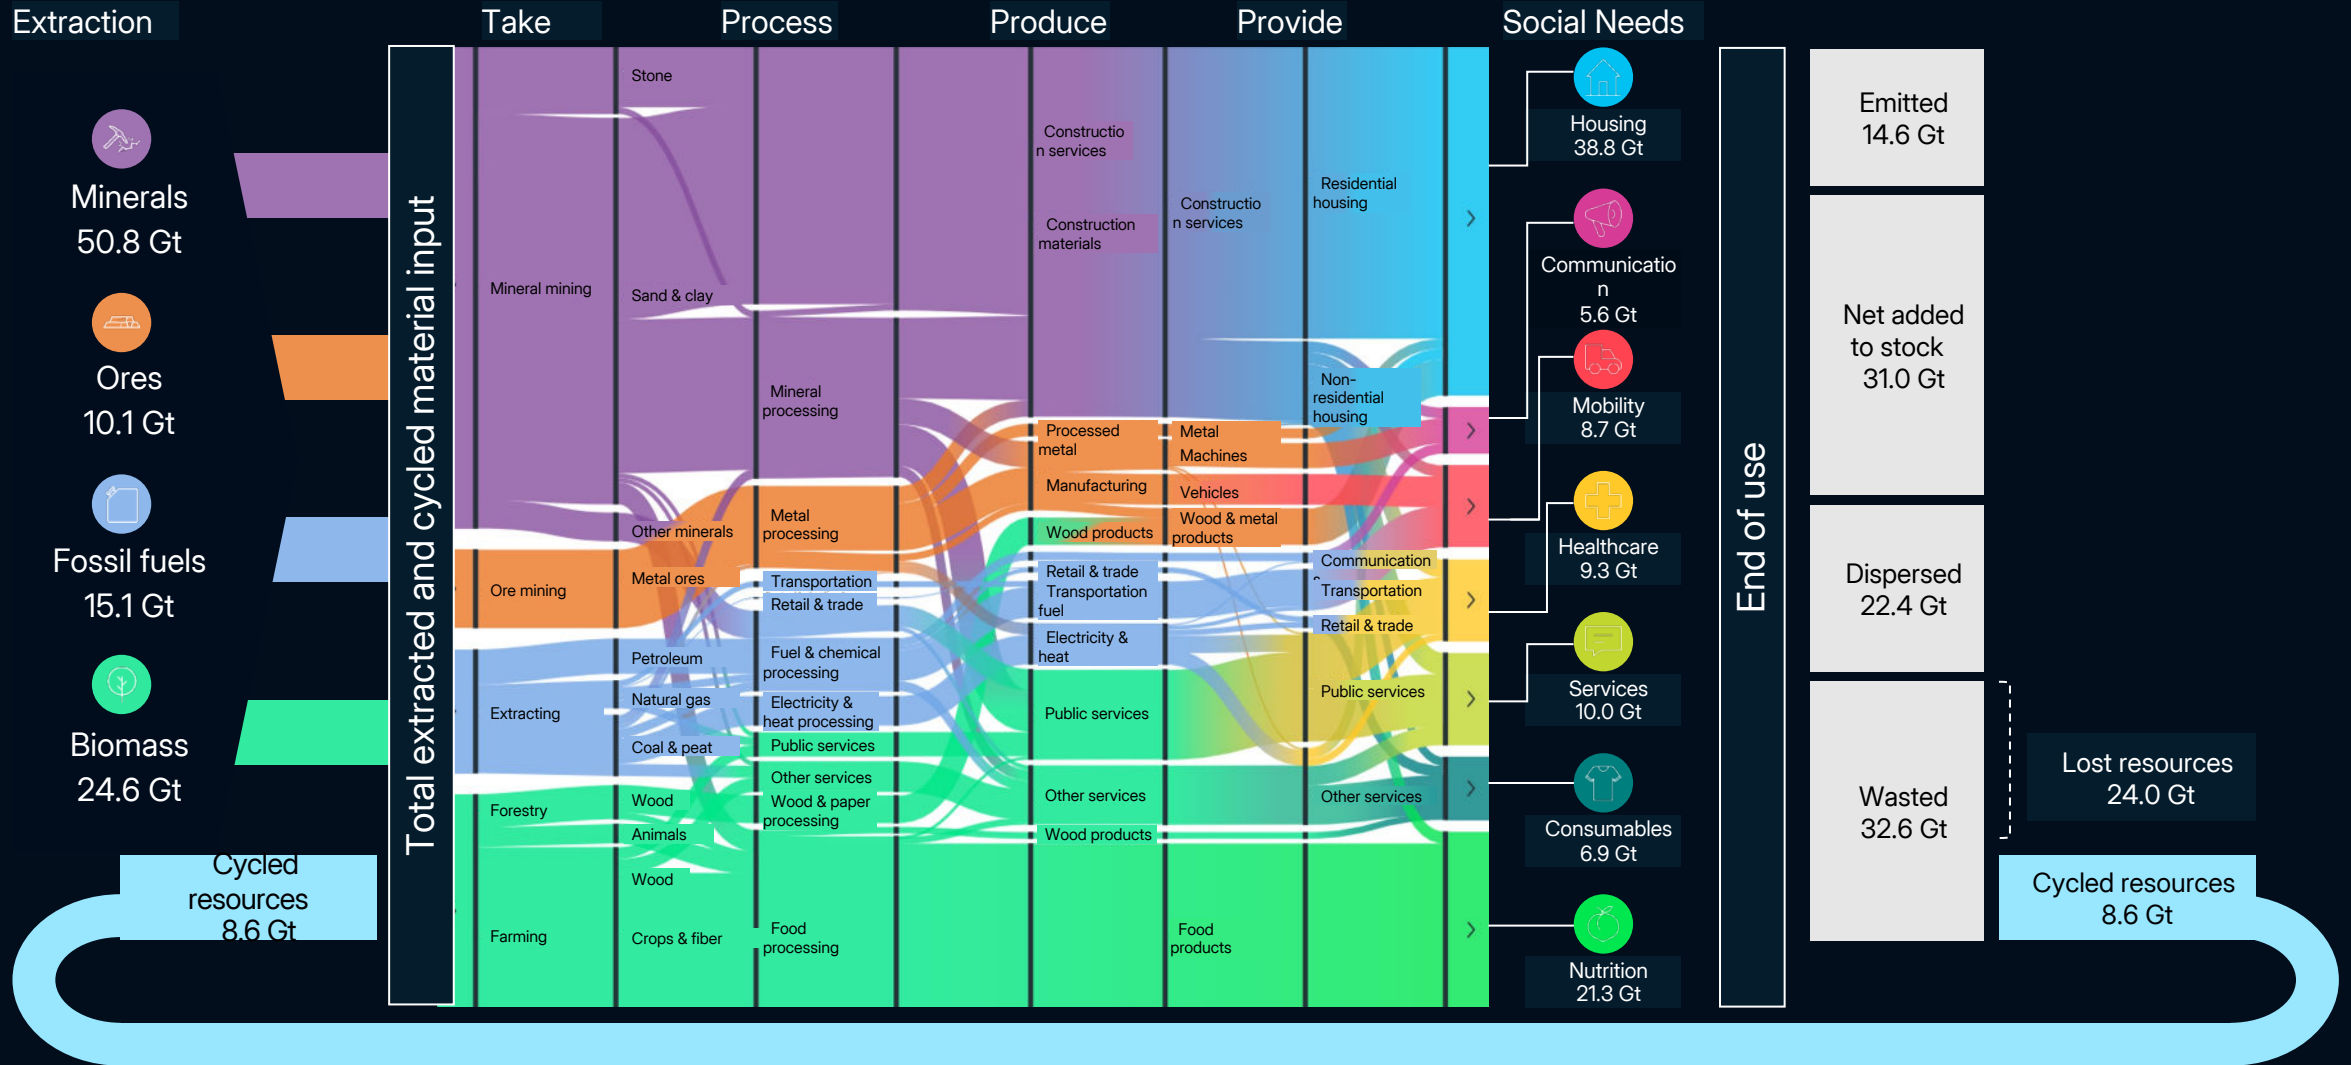 Extraction
Take
Process
Produce
Provide
Social Needs
Minerals
50.8 Gt
Ores
10.1 Gt
Fossil fuels
15.1 Gt
Biomass
24.6 Gt
Cycled
resources
8.6 Gt
Total extracted and cycled material input
Mineral mining
Ore mining
Extracting
Forestry
Farming
Stone
Sand & clay
Other minerals
Metal ores
Petroleum
Natural gas
Coal & peat
Wood
Animals
Wood
Crops & fiber
Mineral
processing
Metal
processing
Transportation
Retail & trade
Fuel & chemical
processing
Electricity &
heat processing
Public services
Other services
Wood & paper
processing
Food
processing
Constructio
n services
Construction
materials
Processed
metal
Manufacturing
Wood products
Retail & trade
Transportation
fuel
Electricity &
heat
Public services
Other services
Wood products
Constructio
n services
Metal
Machines
Vehicles
Wood & metal
products
Food
products
Residential
housing
Non-
residential
housing
Communication
Transportation
Retail & trade
Public services
Other services
Housing
38.8 Gt
Communicatio
n
5.6 Gt
Mobility
8.7 Gt
Healthcare
9.3 Gt
Services
10.0 Gt
Consumables
6.9 Gt
Nutrition
21.3 Gt
End of use
Emitted
14.6 Gt
Net added
to stock
31.0 Gt
Dispersed
22.4 Gt
Wasted
32.6 Gt
Lost resources
24.0 Gt
Cycled resources
8.6 Gt